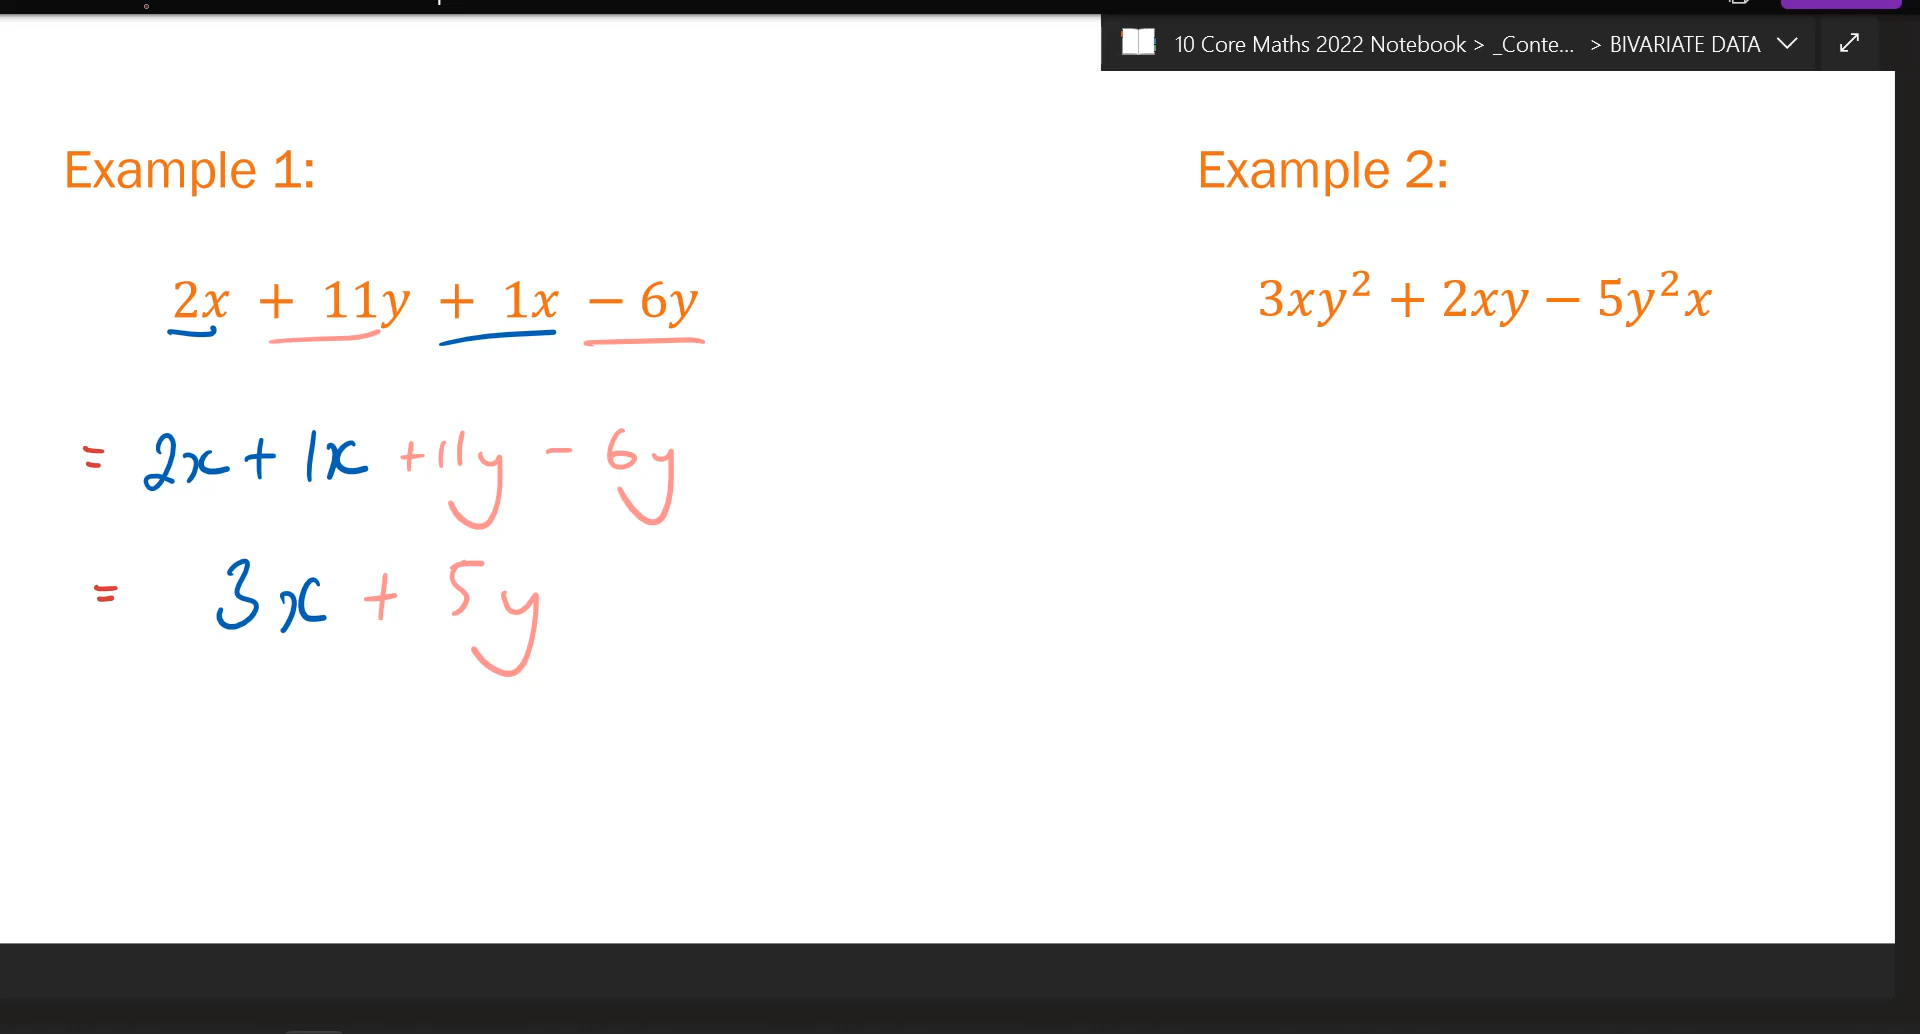 10 Core Maths 2022 Notebook > _Conte... > BIVARIATE DATA
Example 1:
2x + 11y + 1x − 6y
= 2x + 1x + 11y - 6y
= 3x + 5y
Example 2:
3xy² + 2xy − 5y²x